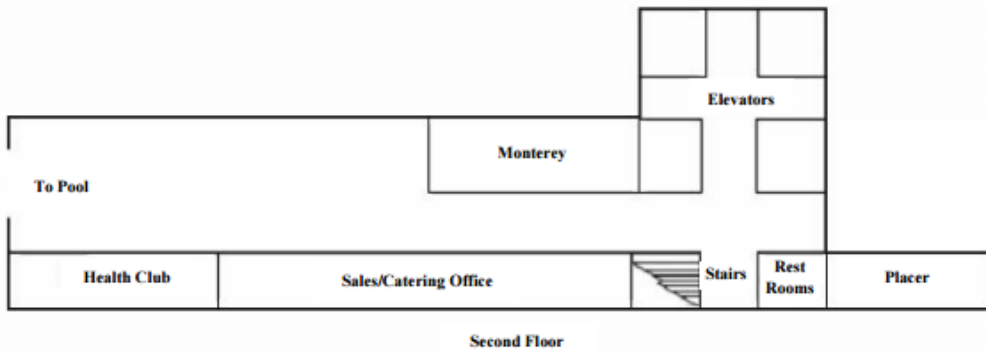 Elevators
Monterey
To Pool
Health Club
Sales/Catering Office
Stairs
Rest
Rooms
Placer
Second Floor